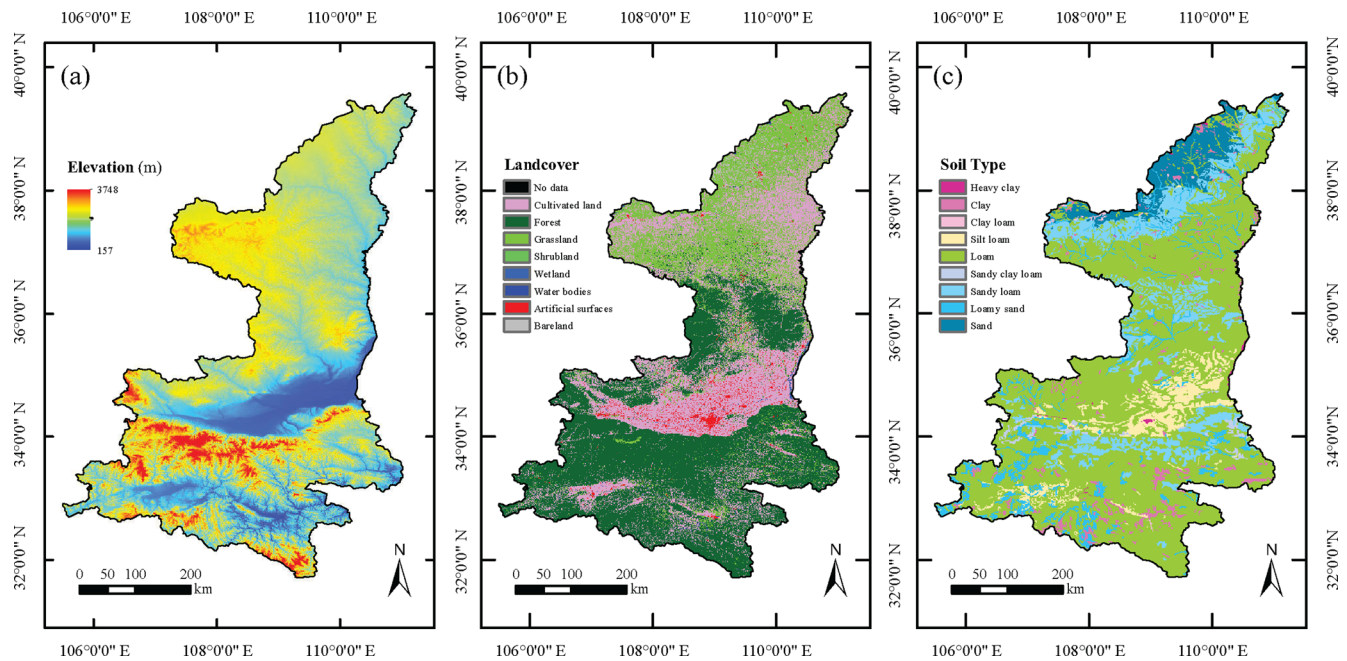 106°0'0" E 108°0'0" E 110°0'0" E 106°0'0" E 108°0'0" E 110°0'0" E 106°0'0" E 108°0'0" E 110°0'0" E
(a)
40°0'0" N
38°0'0" N
36°0'0" N
34°0'0" N
32°0'0" N
Elevation (m)
3748
157
0 50 100 200
km
N
(b)
40°0'0" N
38°0'0" N
36°0'0" N
34°0'0" N
32°0'0" N
Landcover
No data
Cultivated land
Forest
Grassland
Shrubland
Wetland
Water bodies
Artificial surfaces
Bareland
0 50 100 200
km
N
(c)
40°0'0" N
38°0'0" N
36°0'0" N
34°0'0" N
32°0'0" N
Soil Type
Heavy clay
Clay
Clay loam
Silt loam
Loam
Sandy clay loam
Sandy loam
Loamy sand
Sand
0 50 100 200
km
N
40°0'0" N
38°0'0" N
36°0'0" N
34°0'0" N
32°0'0" N
106°0'0" E 108°0'0" E 110°0'0" E 106°0'0" E 108°0'0" E 110°0'0" E 106°0'0" E 108°0'0" E 110°0'0" E